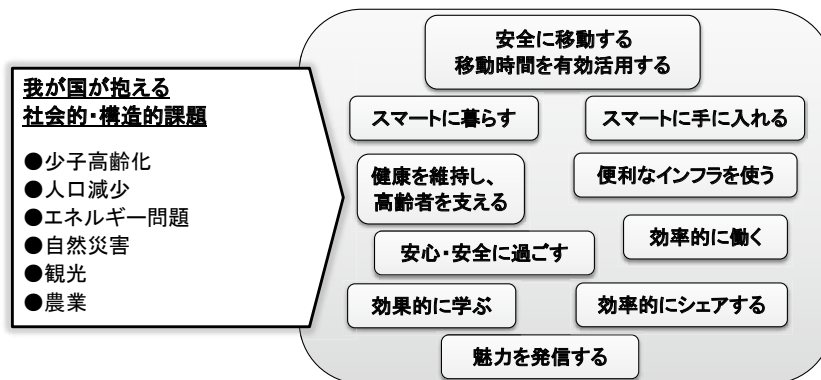 我が国が抱える
社会的・構造的課題
●少子高齢化
●人口減少
●エネルギー問題
●自然災害
●観光
●農業
安全に移動する
移動時間を有効活用する
スマートに暮らす
スマートに手に入れる
健康を維持し、
高齢者を支える
便利なインフラを使う
効率的に働く
安心・安全に過ごす
効果的に学ぶ
効率的にシェアする
魅力を発信する